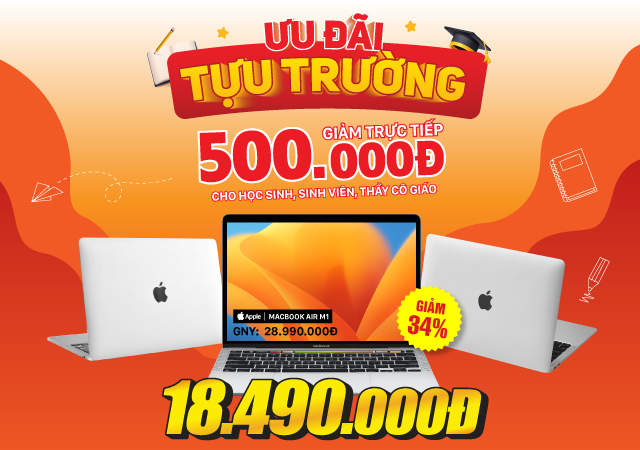 ƯU ĐÃI
TỰU TRƯỜNG
GIẢM TRỰC TIẾP
500.000Đ
CHO HỌC SINH, SINH VIÊN, THẦY CÔ GIÁO
Apple | MACBOOK AIR M1
GNY: 28.990.000Đ
GIẢM
34%
18.490.000Đ